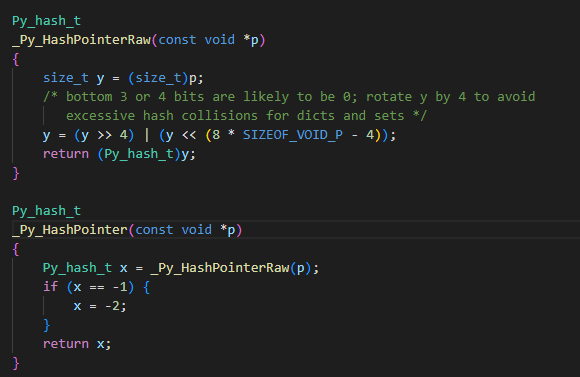 Py_hash_t
_Py_HashPointerRaw(const void *p)
{
    size_t y = (size_t)p;
    /* bottom 3 or 4 bits are likely to be 0; rotate y by 4 to avoid
       excessive hash collisions for dicts and sets */
    y = (y >> 4) | (y << (8 * SIZEOF_VOID_P - 4));
    return (Py_hash_t)y;
}

Py_hash_t
_Py_HashPointer(const void *p)
{
    Py_hash_t x = _Py_HashPointerRaw(p);
    if (x == -1) {
        x = -2;
    }
    return x;
}